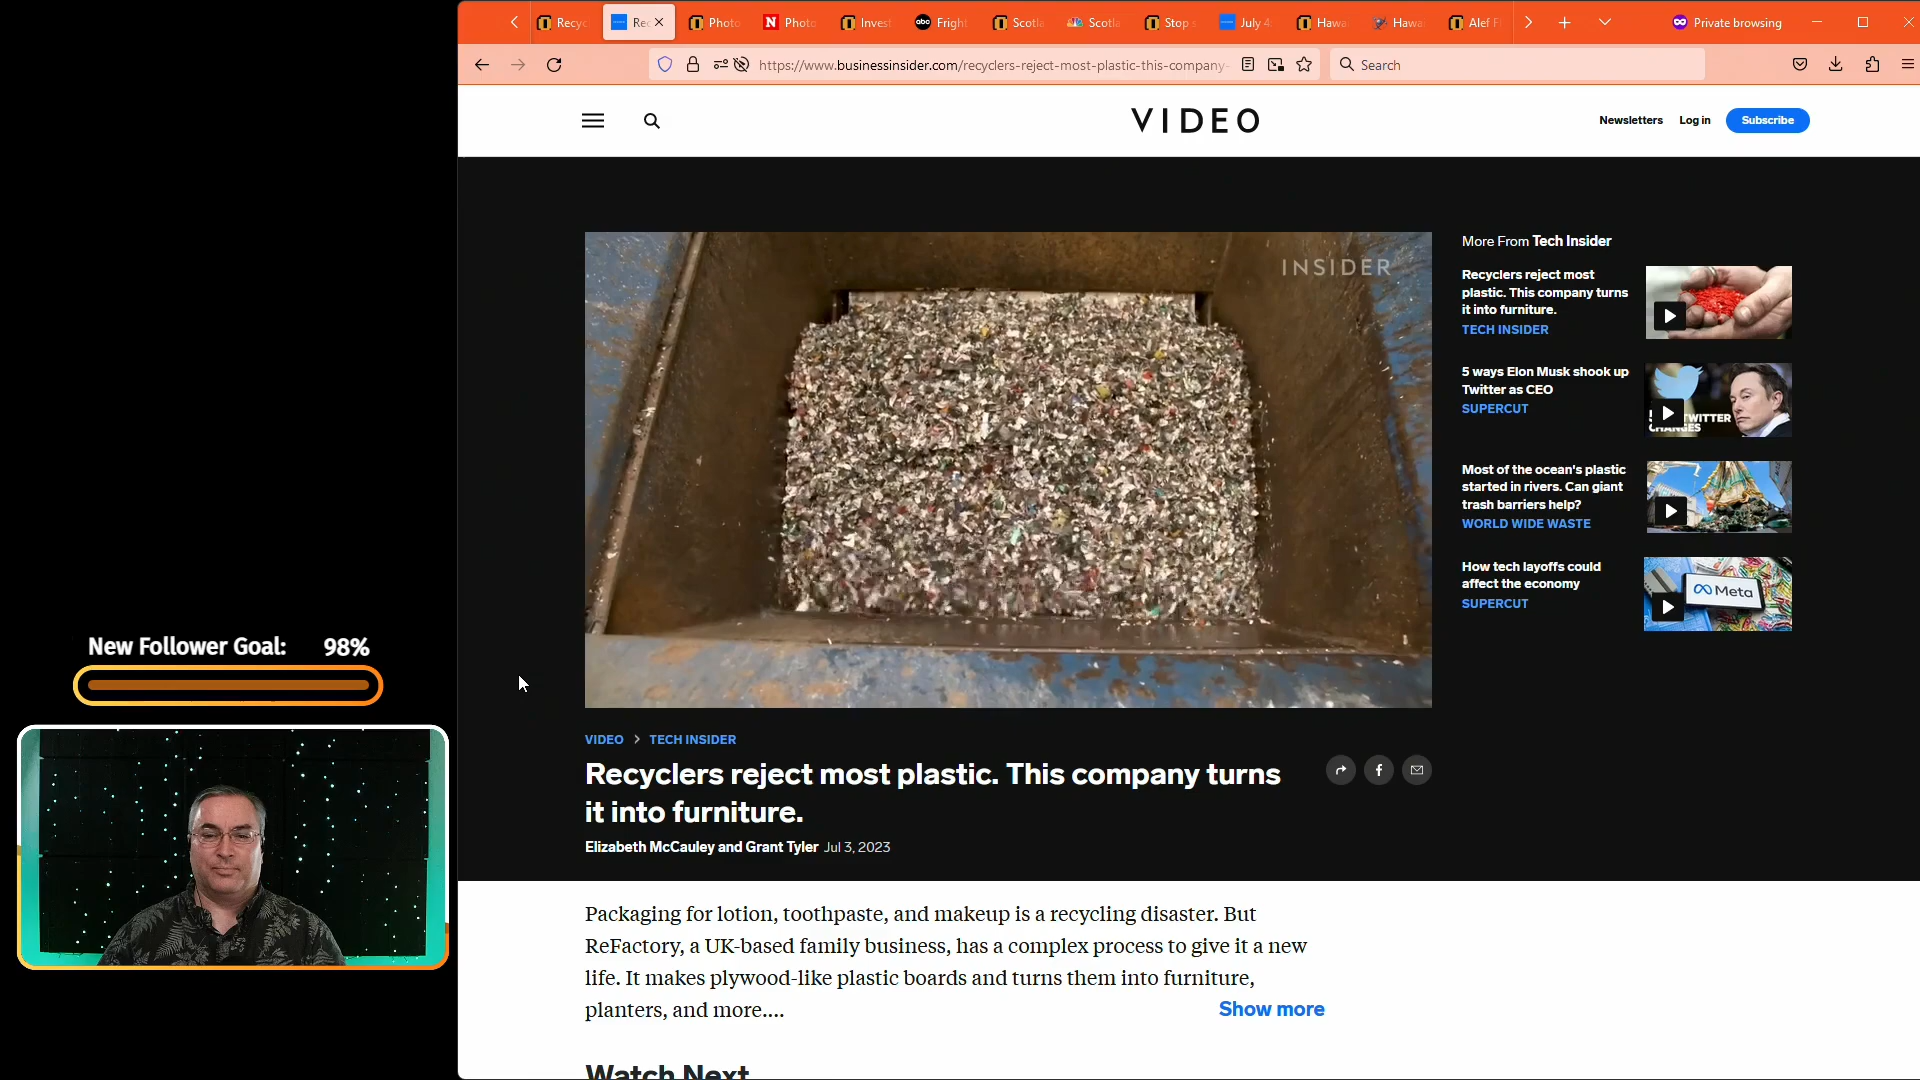 Recyc
Rec
Photo
Photo
Invest
Fright
Scotla
Scotla
Stop s
July 4
Hawa
Hawa
Alef F
Private browsing
https://www.businessinsider.com/recyclers-reject-most-plastic-this-company-
Search
VIDEO
Newsletters
Log in
Subscribe
INSIDER
More From Tech Insider
Recyclers reject most
plastic. This company turns
it into furniture.
TECH INSIDER
5 ways Elon Musk shook up
Twitter as CEO
SUPERCUT
TWITTER
CHANGES
Most of the ocean's plastic
started in rivers. Can giant
trash barriers help?
WORLD WIDE WASTE
How tech layoffs could
affect the economy
SUPERCUT
Meta
New Follower Goal: 98%
VIDEO > TECH INSIDER
Recyclers reject most plastic. This company turns
it into furniture.
Elizabeth McCauley and Grant Tyler Jul 3, 2023
Packaging for lotion, toothpaste, and makeup is a recycling disaster. But
ReFactory, a UK-based family business, has a complex process to give it a new
life. It makes plywood-like plastic boards and turns them into furniture,
planters, and more....
Show more
Watch Next